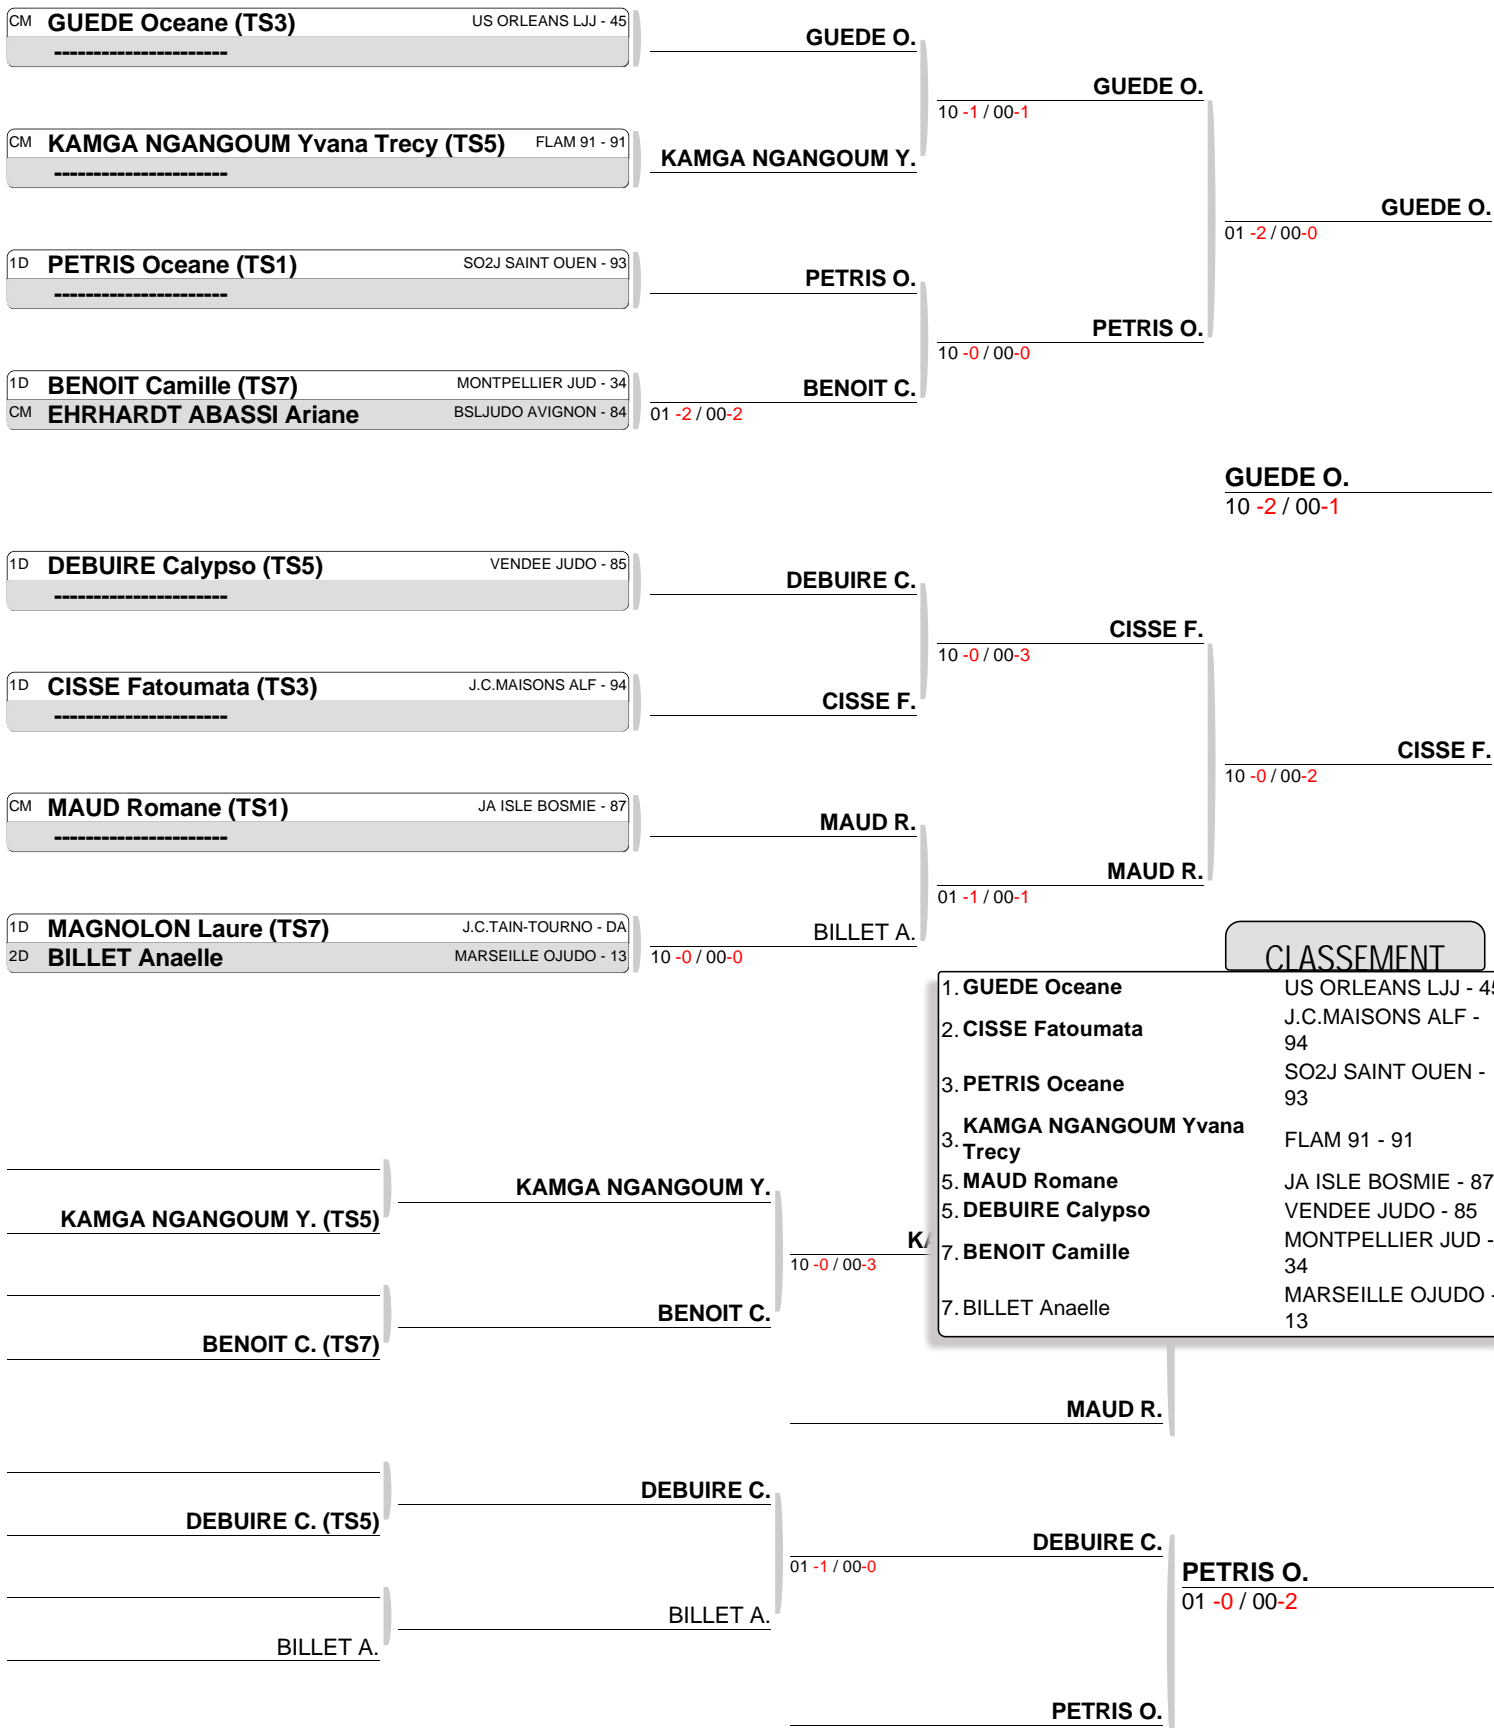 CM GUEDE Oceane (TS3) US ORLEANS LJJ - 45
----------------------
GUEDE O.
GUEDE O.
10 -1 / 00-1
CM KAMGA NGANGOUM Yvana Trecy (TS5) FLAM 91 - 91
----------------------
KAMGA NGANGOUM Y.
GUEDE O.
01 -2 / 00-0
1D PETRIS Oceane (TS1) SO2J SAINT OUEN - 93
----------------------
PETRIS O.
PETRIS O.
10 -0 / 00-0
1D BENOIT Camille (TS7) MONTPELLIER JUD - 34
CM EHRHARDT ABASSI Ariane BSLJUDO AVIGNON - 84
BENOIT C.
01 -2 / 00-2
GUEDE O.
10 -2 / 00-1
1D DEBUIRE Calypso (TS5) VENDEE JUDO - 85
----------------------
DEBUIRE C.
CISSE F.
10 -0 / 00-3
1D CISSE Fatoumata (TS3) J.C.MAISONS ALF - 94
----------------------
CISSE F.
CISSE F.
10 -0 / 00-2
CM MAUD Romane (TS1) JA ISLE BOSMIE - 87
----------------------
MAUD R.
MAUD R.
01 -1 / 00-1
1D MAGNOLON Laure (TS7) J.C.TAIN-TOURNO - DA
2D BILLET Anaelle MARSEILLE OJUDO - 13
BILLET A.
10 -0 / 00-0
CLASSEMENT
1. GUEDE Oceane US ORLEANS LJJ - 45
2. CISSE Fatoumata J.C.MAISONS ALF -
94
3. PETRIS Oceane SO2J SAINT OUEN -
93
3. KAMGA NGANGOUM Yvana
Trecy FLAM 91 - 91
5. MAUD Romane JA ISLE BOSMIE - 87
5. DEBUIRE Calypso VENDEE JUDO - 85
7. BENOIT Camille MONTPELLIER JUD -
34
7. BILLET Anaelle MARSEILLE OJUDO -
13
KAMGA NGANGOUM Y. (TS5)
KAMGA NGANGOUM Y.
10 -0 / 00-3
BENOIT C. (TS7)
BENOIT C.
MAUD R.
DEBUIRE C. (TS5)
DEBUIRE C.
DEBUIRE C.
01 -1 / 00-0
BILLET A.
BILLET A.
PETRIS O.
01 -0 / 00-2
PETRIS O.